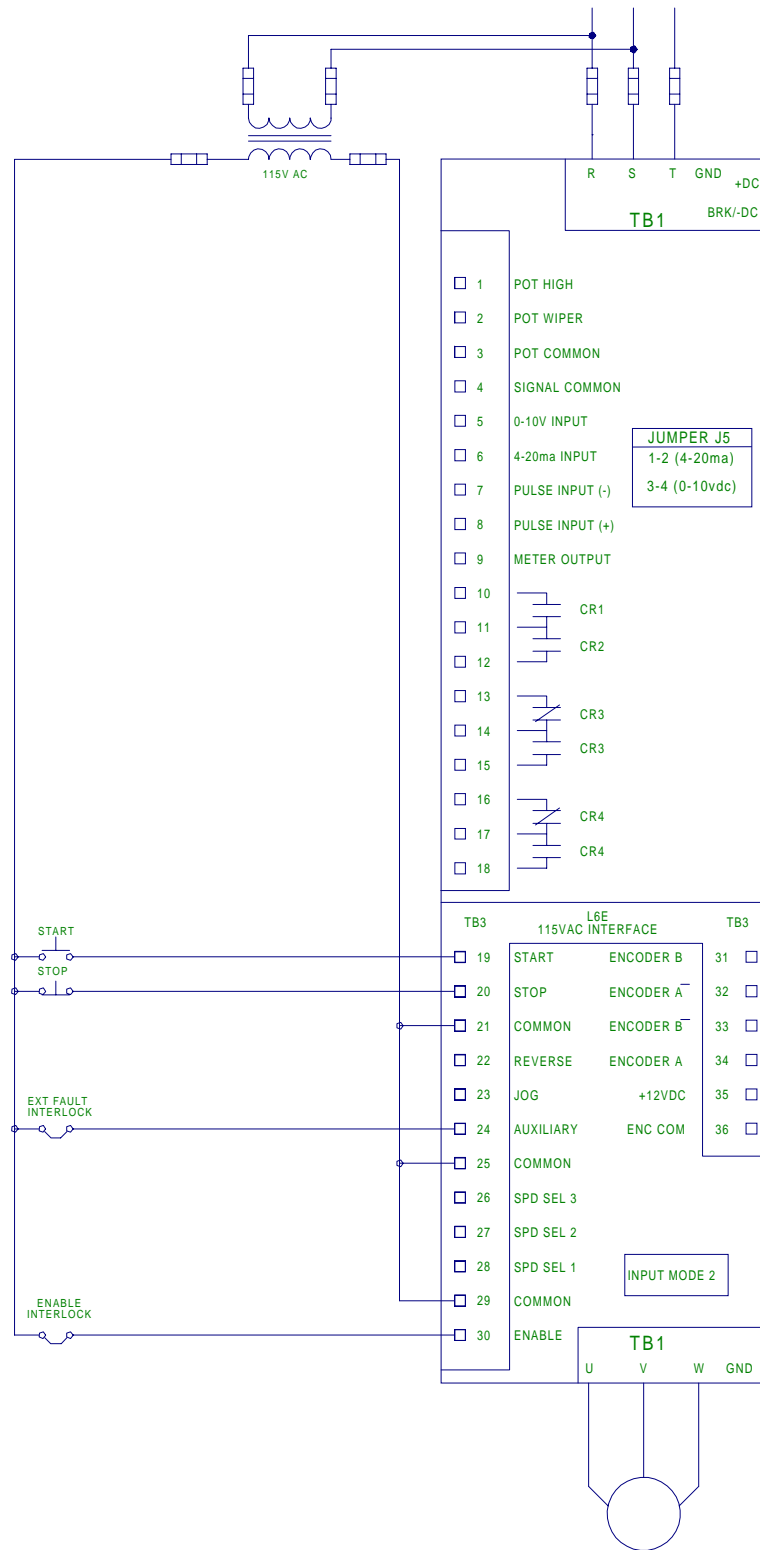 115V AC
R S T GND +DC
TB1 BRK/-DC
1 POT HIGH
2 POT WIPER
3 POT COMMON
4 SIGNAL COMMON
5 0-10V INPUT
6 4-20ma INPUT
7 PULSE INPUT (-)
8 PULSE INPUT (+)
9 METER OUTPUT
JUMPER J5
1-2 (4-20ma)
3-4 (0-10vdc)
10
CR1
11
CR2
12
13
CR3
14
CR3
15
16
CR4
17
CR4
18
TB3 L6E TB3
115VAC INTERFACE
START
19 START ENCODER B 31
STOP
20 STOP ENCODER A 32
21 COMMON ENCODER B 33
22 REVERSE ENCODER A 34
23 JOG +12VDC 35
EXT FAULT
INTERLOCK
24 AUXILIARY ENC COM 36
25 COMMON
26 SPD SEL 3
27 SPD SEL 2
28 SPD SEL 1
INPUT MODE 2
29 COMMON
ENABLE
INTERLOCK
30 ENABLE
TB1
U V W GND